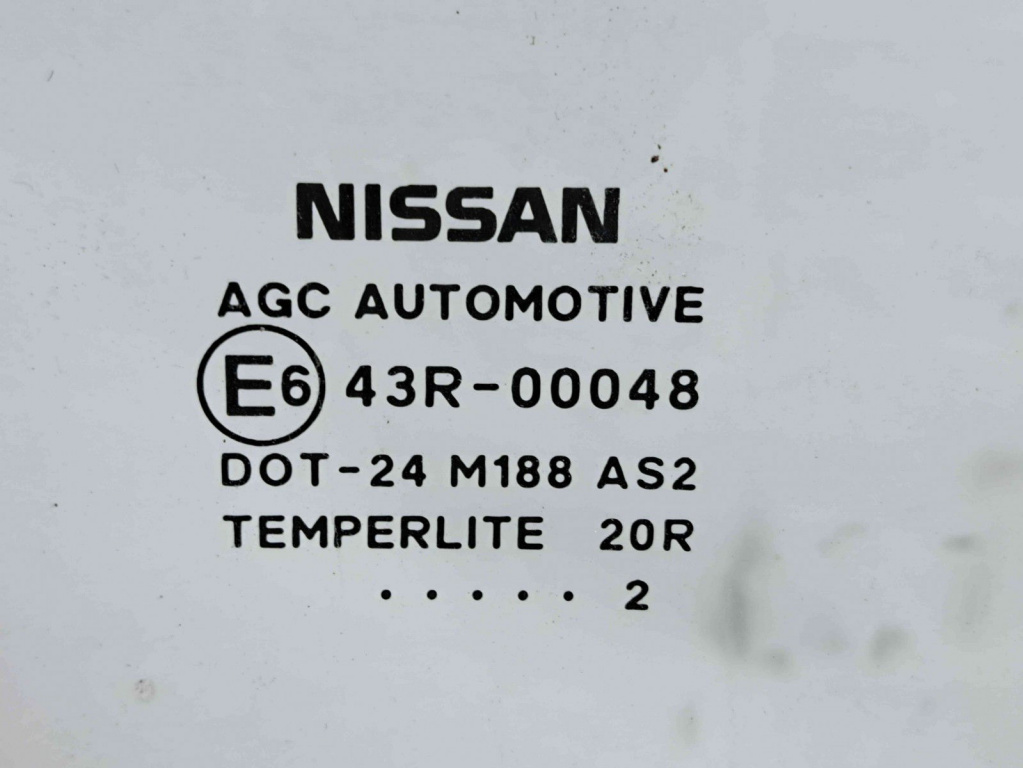 NISSAN
AGC AUTOMOTIVE
E6 43R-00048
DOT-24 M188 AS2
TEMPERLITE 20R
. . . . . 2